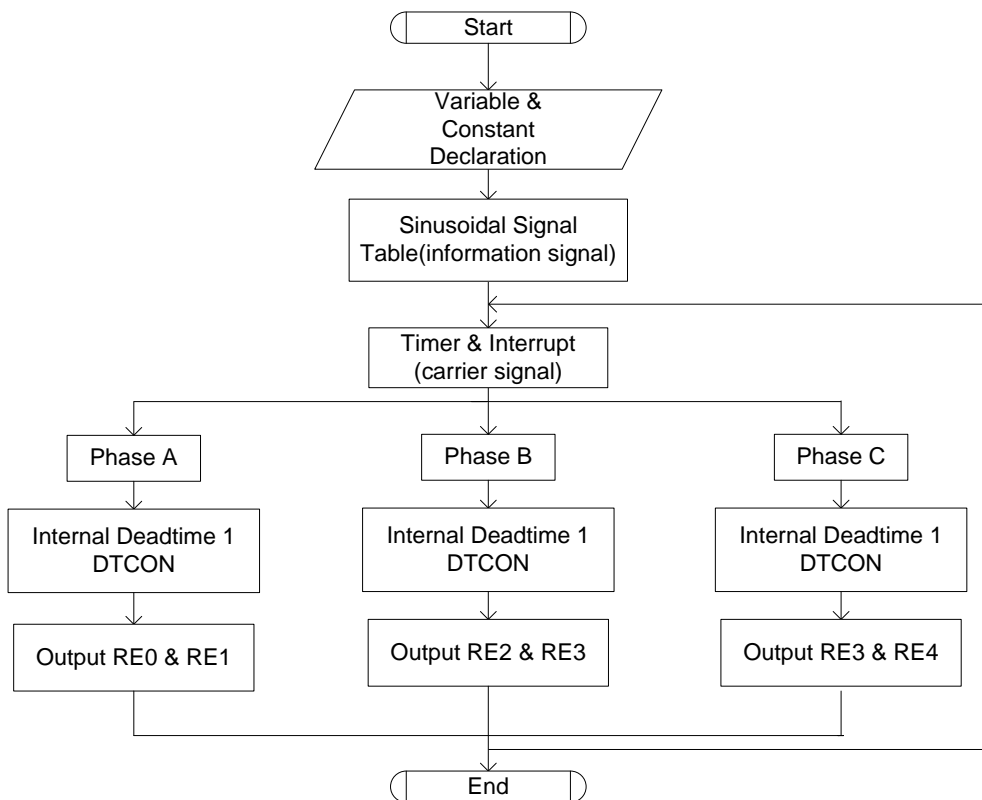 Start
Variable &
Constant
Declaration
Sinusoidal Signal
Table(information signal)
Timer & Interrupt
(carrier signal)
Phase A
Phase B
Phase C
Internal Deadtime 1
DTCON
Internal Deadtime 1
DTCON
Internal Deadtime 1
DTCON
Output RE0 & RE1
Output RE2 & RE3
Output RE3 & RE4
End